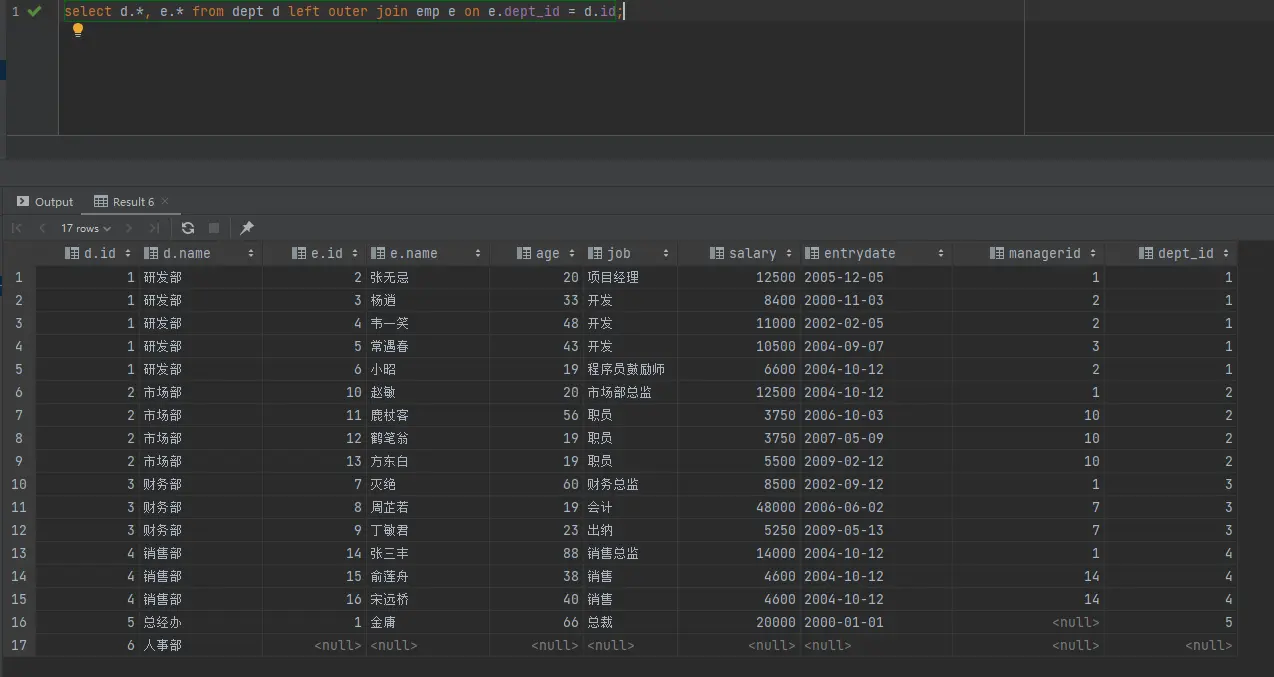 1 select d.*, e.* from dept d left outer join emp e on e.dept_id = d.id;
Output Result 6
17 rows
d.id d.name e.id e.name age job salary entrydate managerid dept_id
1 1 研发部 2 张无忌 20 项目经理 12500 2005-12-05 1 1
2 1 研发部 3 杨逍 33 开发 8400 2000-11-03 2 1
3 1 研发部 4 韦一笑 48 开发 11000 2002-02-05 2 1
4 1 研发部 5 常遇春 43 开发 10500 2004-09-07 3 1
5 1 研发部 6 小昭 19 程序员鼓励师 6600 2004-10-12 2 1
6 2 市场部 10 赵敏 20 市场部总监 12500 2004-10-12 1 2
7 2 市场部 11 鹿杖客 56 职员 3750 2006-10-03 10 2
8 2 市场部 12 鹤笔翁 19 职员 3750 2007-05-09 10 2
9 2 市场部 13 方东白 19 职员 5500 2009-02-12 10 2
10 3 财务部 7 灭绝 60 财务总监 8500 2002-09-12 1 3
11 3 财务部 8 周芷若 19 会计 48000 2006-06-02 7 3
12 3 财务部 9 丁敏君 23 出纳 5250 2009-05-13 7 3
13 4 销售部 14 张三丰 88 销售总监 14000 2004-10-12 1 4
14 4 销售部 15 俞莲舟 38 销售 4600 2004-10-12 14 4
15 4 销售部 16 宋远桥 40 销售 4600 2004-10-12 14 4
16 5 总经办 1 金庸 66 总裁 20000 2000-01-01 <null> 5
17 6 人事部 <null> <null> <null> <null> <null> <null> <null> <null>